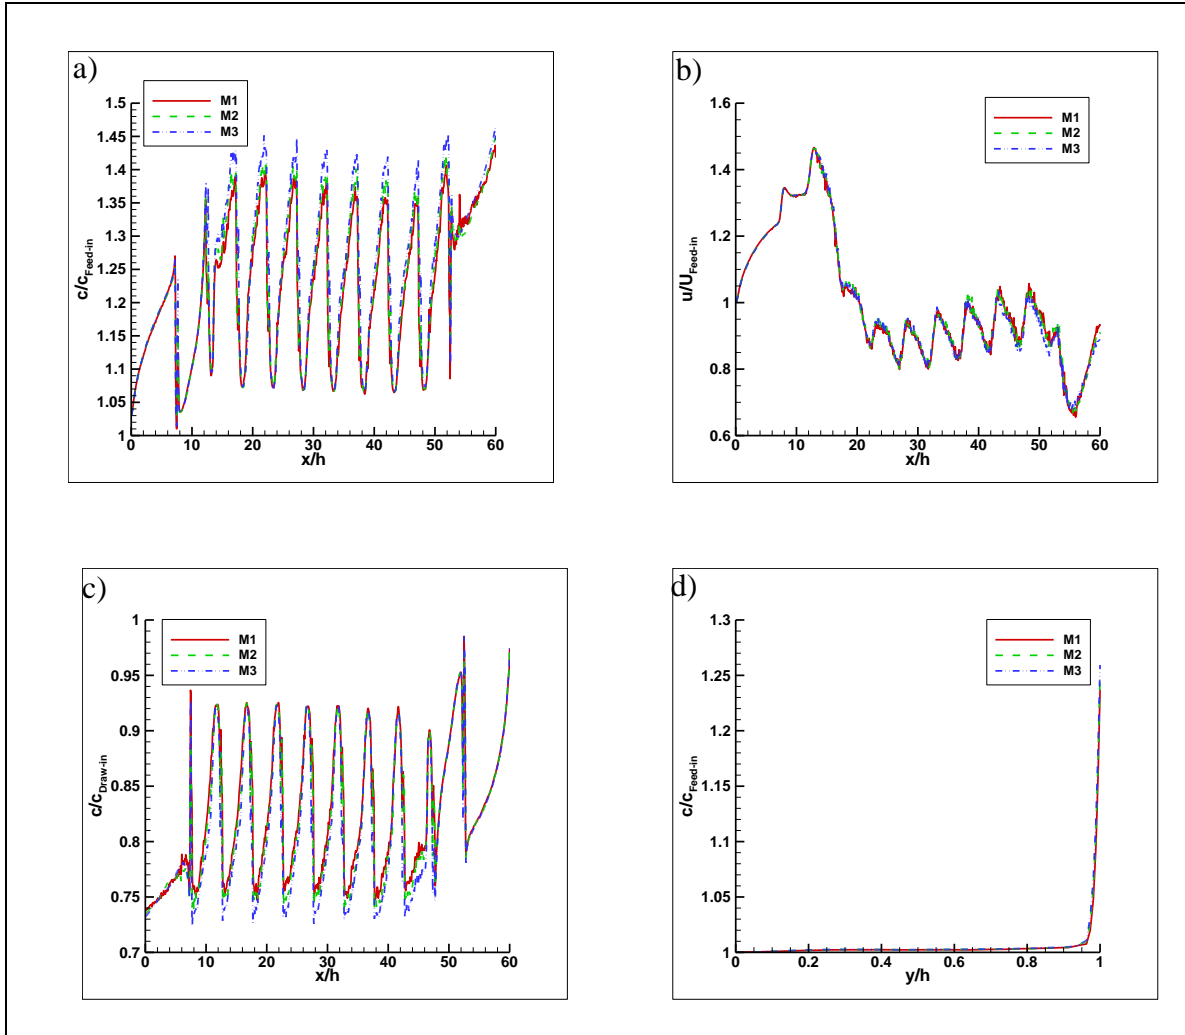 a)
M1
M2
M3
1.5
1.45
1.4
1.35
1.3
1.25
1.2
1.15
1.1
1.05
1
c/cFeed-in
0 10 20 30 40 50 60
x/h
b)
M1
M2
M3
1.6
1.4
1.2
1
0.8
0.6
u/UFeed-in
0 10 20 30 40 50 60
x/h
c)
M1
M2
M3
1
0.95
0.9
0.85
0.8
0.75
0.7
c/cDraw-in
0 10 20 30 40 50 60
x/h
d)
M1
M2
M3
1.3
1.25
1.2
1.15
1.1
1.05
1
c/cFeed-in
0 0.2 0.4 0.6 0.8 1
y/h